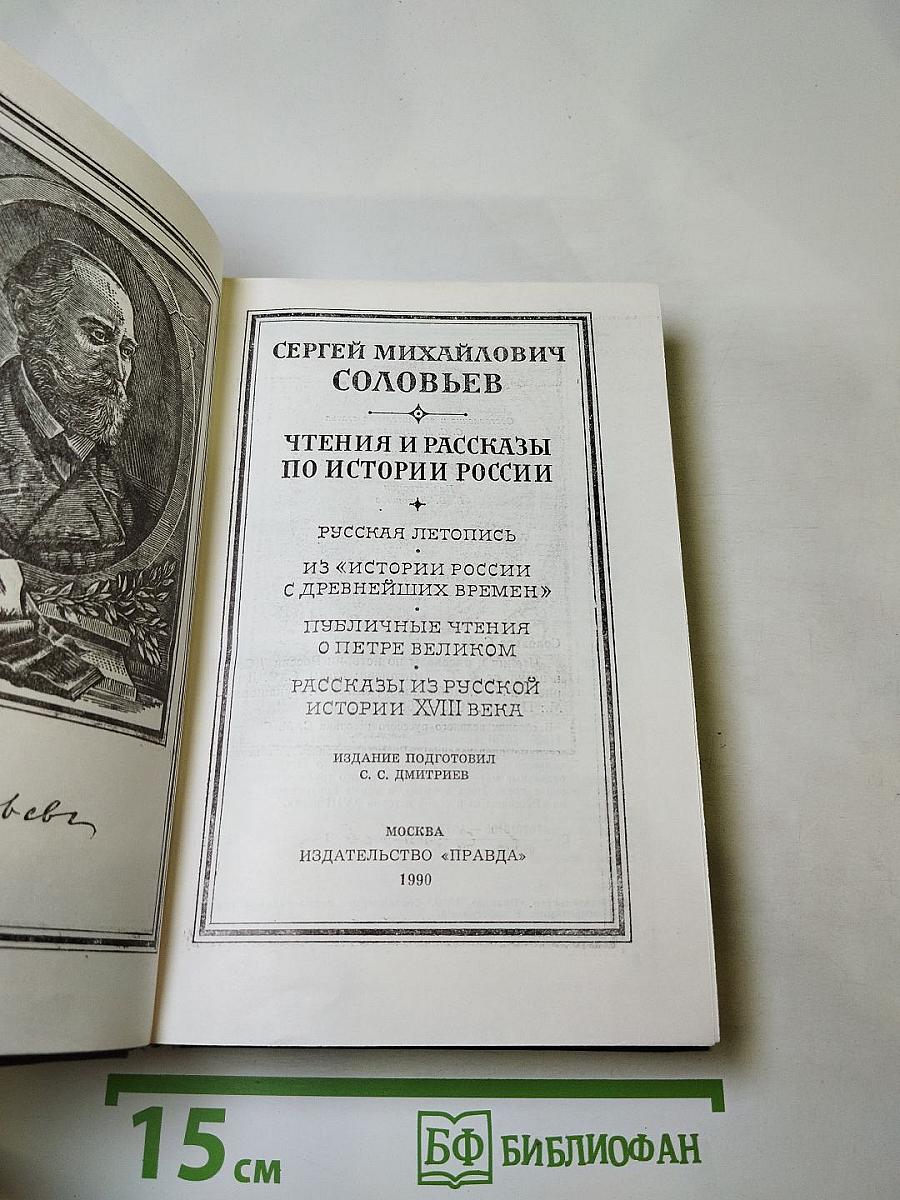 СЕРГЕЙ МИХАЙЛОВИЧ
СОЛОВЬЕВ
ЧТЕНИЯ И РАССКАЗЫ
ПО ИСТОРИИ РОССИИ
РУССКАЯ ЛЕТОПИСЬ
ИЗ «ИСТОРИИ РОССИИ
С ДРЕВНЕЙШИХ ВРЕМЕН»
ПУБЛИЧНЫЕ ЧТЕНИЯ
О ПЕТРЕ ВЕЛИКОМ
РАССКАЗЫ ИЗ РУССКОЙ
ИСТОРИИ XVIII ВЕКА
ИЗДАНИЕ ПОДГОТОВИЛ
С. С. ДМИТРИЕВ
МОСКВА
ИЗДАТЕЛЬСТВО «ПРАВДА»
1990
15 см
БФ БИБЛИОФАН